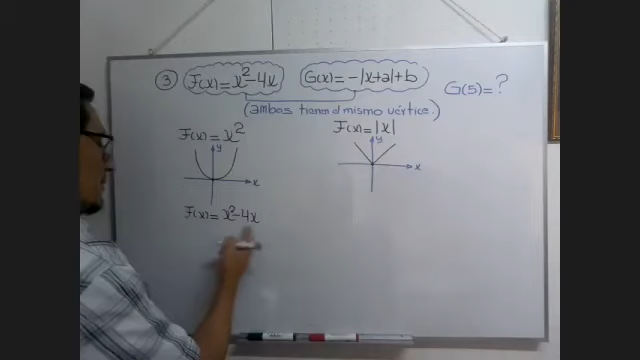 ③ F(x)=x²-4x G(x)=-|x+a|+b G(5)=?
(ambos tienen el mismo vértice.)
F(x)=x² F(x)=|x|
y y
x x
F(x)=x²-4x